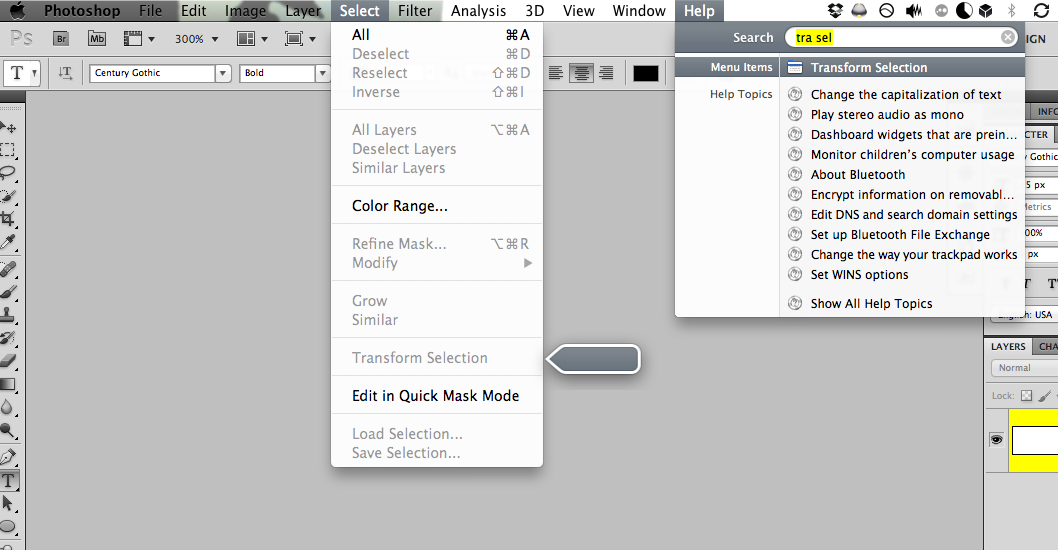 Photoshop File Edit Image Layer Select Filter Analysis 3D View Window Help
Ps Br Mb 300%
T T Century Gothic Bold
All ⌘A
Deselect ⌘D
Reselect ⇧⌘D
Inverse ⇧⌘I
All Layers ⌥⌘A
Deselect Layers
Similar Layers
Color Range...
Refine Mask... ⌥⌘R
Modify
Grow
Similar
Transform Selection
Edit in Quick Mask Mode
Load Selection...
Save Selection...
Search tra sel
Menu Items Transform Selection
Help Topics Change the capitalization of text
Play stereo audio as mono
Dashboard widgets that are prein...
Monitor children's computer usage
About Bluetooth
Encrypt information on removabl...
Edit DNS and search domain settings
Set up Bluetooth File Exchange
Change the way your trackpad works
Set WINS options
Show All Help Topics
SIGN
INFO
CTER
y Gothic
5 px
Metrics
00%
px
English: USA
LAYERS CHA
Normal
Lock:
T